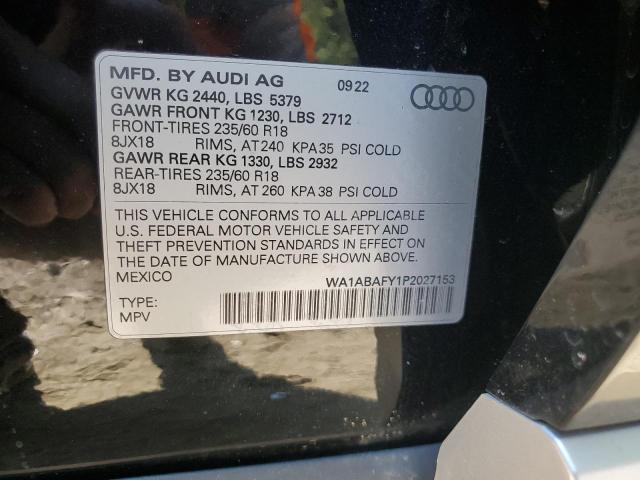 MFD. BY AUDI AG 09 22
GVWR KG 2440, LBS 5379
GAWR FRONT KG 1230, LBS 2712
FRONT-TIRES 235/60 R18
8JX18 RIMS, AT 240 KPA 35 PSI COLD
GAWR REAR KG 1330, LBS 2932
REAR-TIRES 235/60 R18
8JX18 RIMS, AT 260 KPA 38 PSI COLD
THIS VEHICLE CONFORMS TO ALL APPLICABLE
U.S. FEDERAL MOTOR VEHICLE SAFETY AND
THEFT PREVENTION STANDARDS IN EFFECT ON
THE DATE OF MANUFACTURE SHOWN ABOVE.
MEXICO WA1ABAFY1P2027153
TYPE:
MPV